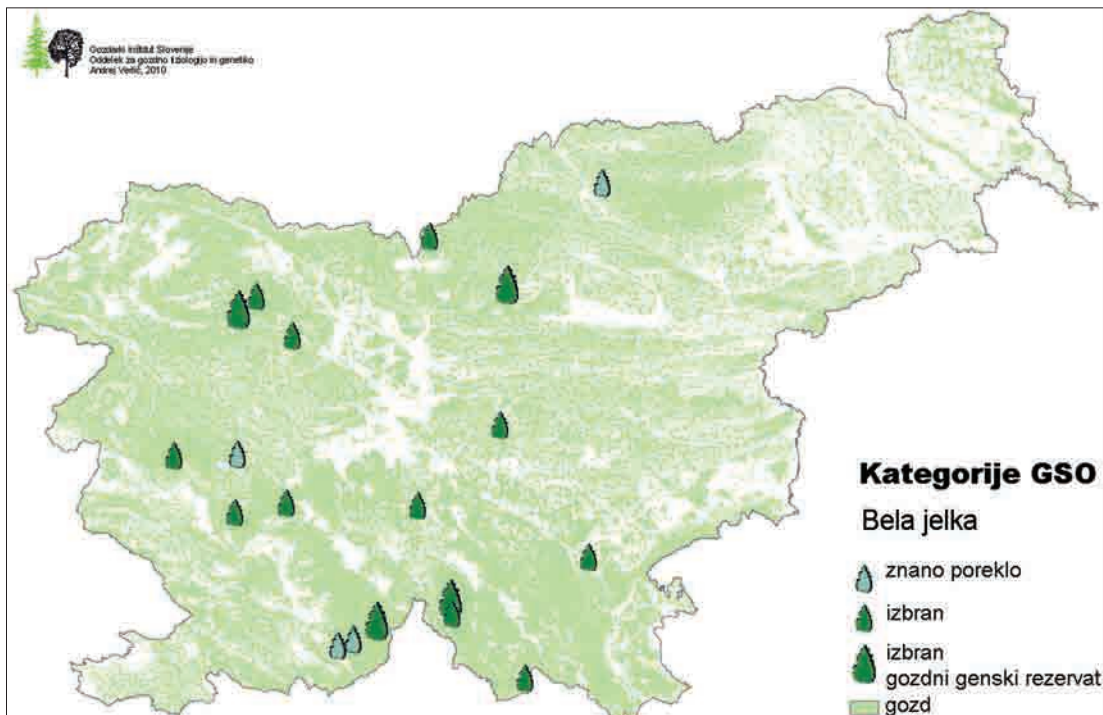 Gozdarski inštitut Slovenije
Oddelek za gozdno fiziologijo in genetiko
Andrej Verlič, 2010
Kategorije GSO
Bela jelka
znano poreklo
izbran
izbran
gozdni genski rezervat
gozd